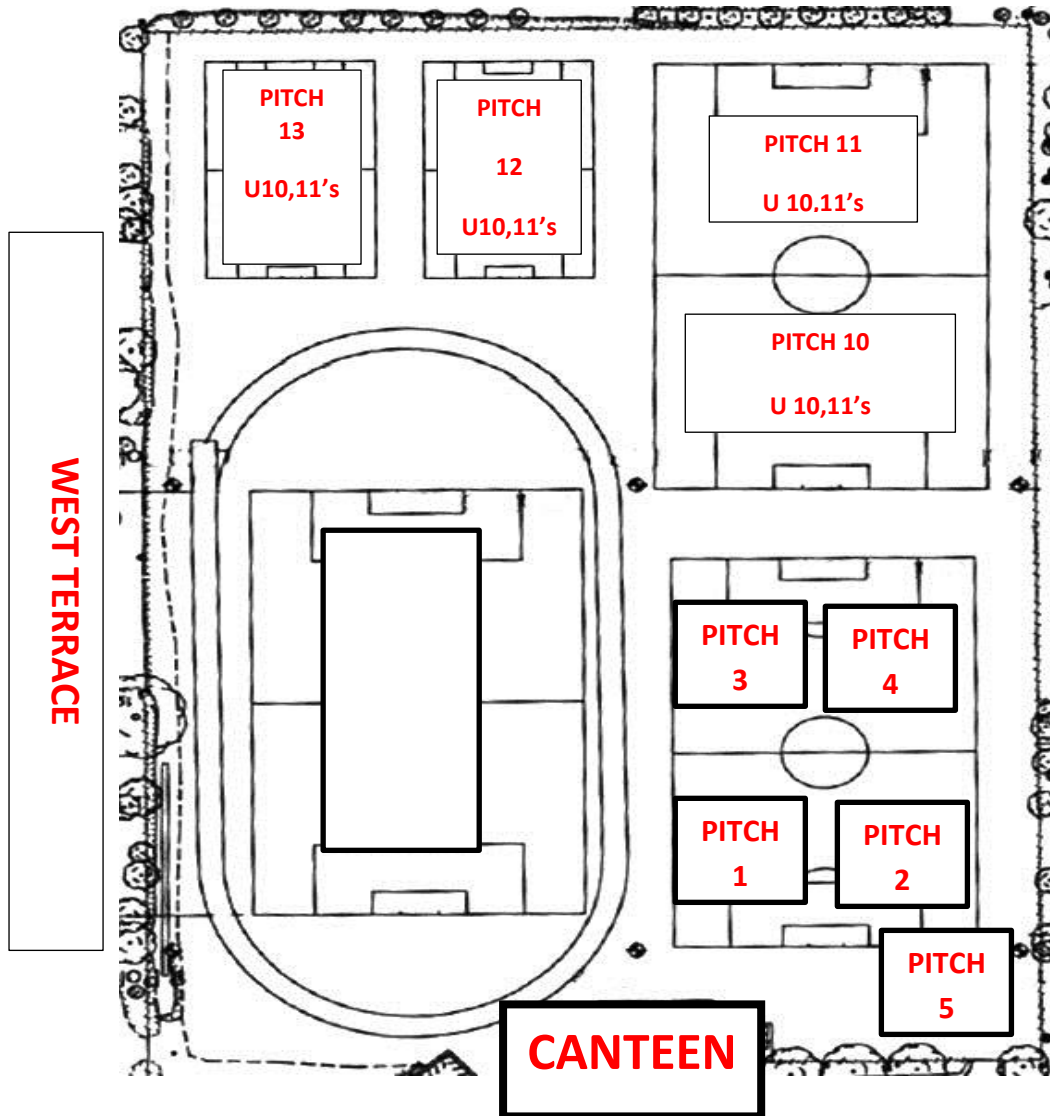 PITCH
13
U10,11's
PITCH
12
U10,11's
PITCH 11
U 10,11's
PITCH 10
U 10,11's
WEST TERRACE
PITCH
3
PITCH
4
PITCH
1
PITCH
2
PITCH
5
CANTEEN